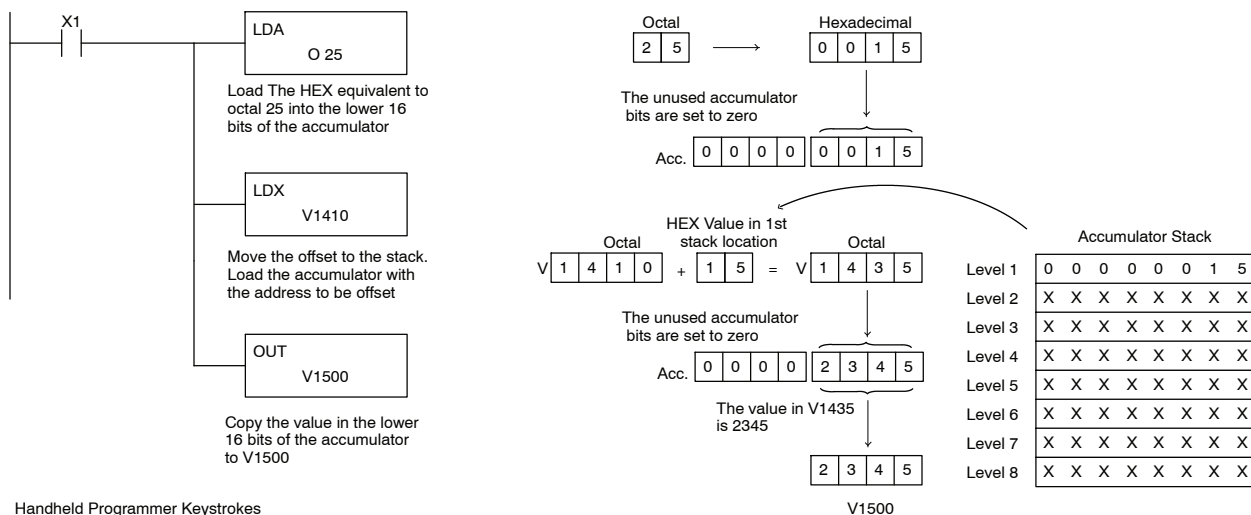 X1
LDA
O 25
Load The HEX equivalent to
octal 25 into the lower 16
bits of the accumulator
LDX
V1410
Move the offset to the stack.
Load the accumulator with
the address to be offset
OUT
V1500
Copy the value in the lower
16 bits of the accumulator
to V1500
Octal
2 5
Hexadecimal
0 0 1 5
The unused accumulator
bits are set to zero
Acc. 0 0 0 0 0 0 1 5
HEX Value in 1st
stack location
Octal
Octal
V 1 4 1 0 + 1 5 = V 1 4 3 5
The unused accumulator
bits are set to zero
Acc. 0 0 0 0 2 3 4 5
The value in V1435
is 2345
2 3 4 5
V1500
Accumulator Stack
Level 1 0 0 0 0 0 0 1 5
Level 2 X X X X X X X X
Level 3 X X X X X X X X
Level 4 X X X X X X X X
Level 5 X X X X X X X X
Level 6 X X X X X X X X
Level 7 X X X X X X X X
Level 8 X X X X X X X X
Handheld Programmer Keystrokes